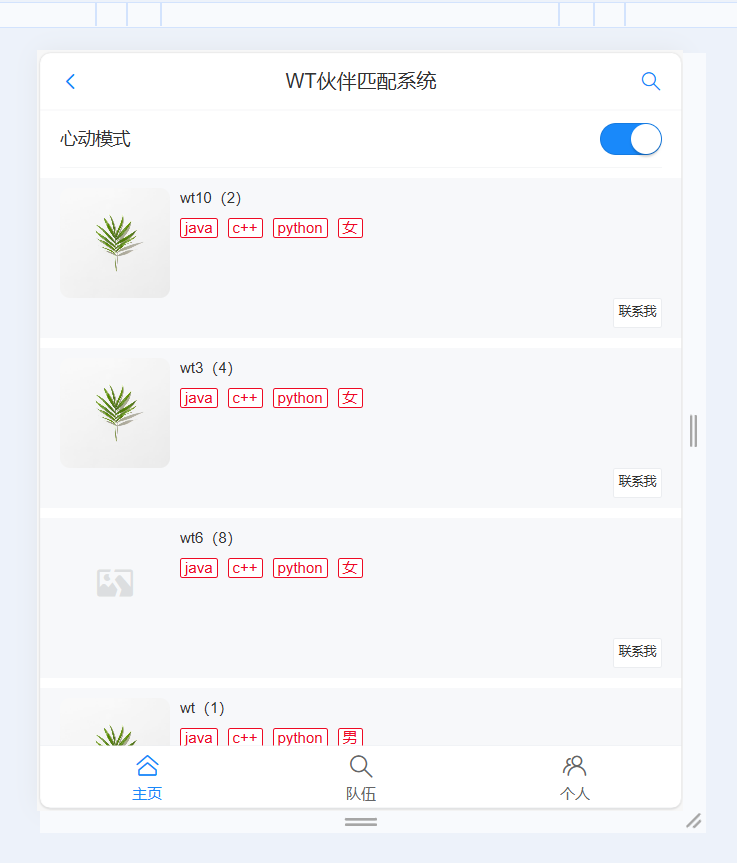 WT伙伴匹配系统
心动模式
wt10（2）
java c++ python 女
联系我
wt3（4）
java c++ python 女
联系我
wt6（8）
java c++ python 女
联系我
wt（1）
java c++ python 男
主页 队伍 个人